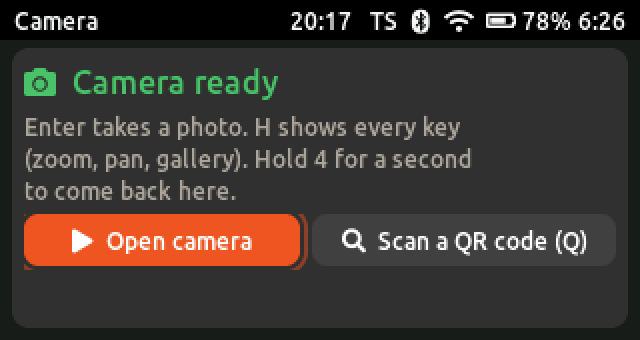 Camera 20:17 TS 78% 6:26
Camera ready
Enter takes a photo. H shows every key
(zoom, pan, gallery). Hold 4 for a second
to come back here.
Open camera Scan a QR code (Q)